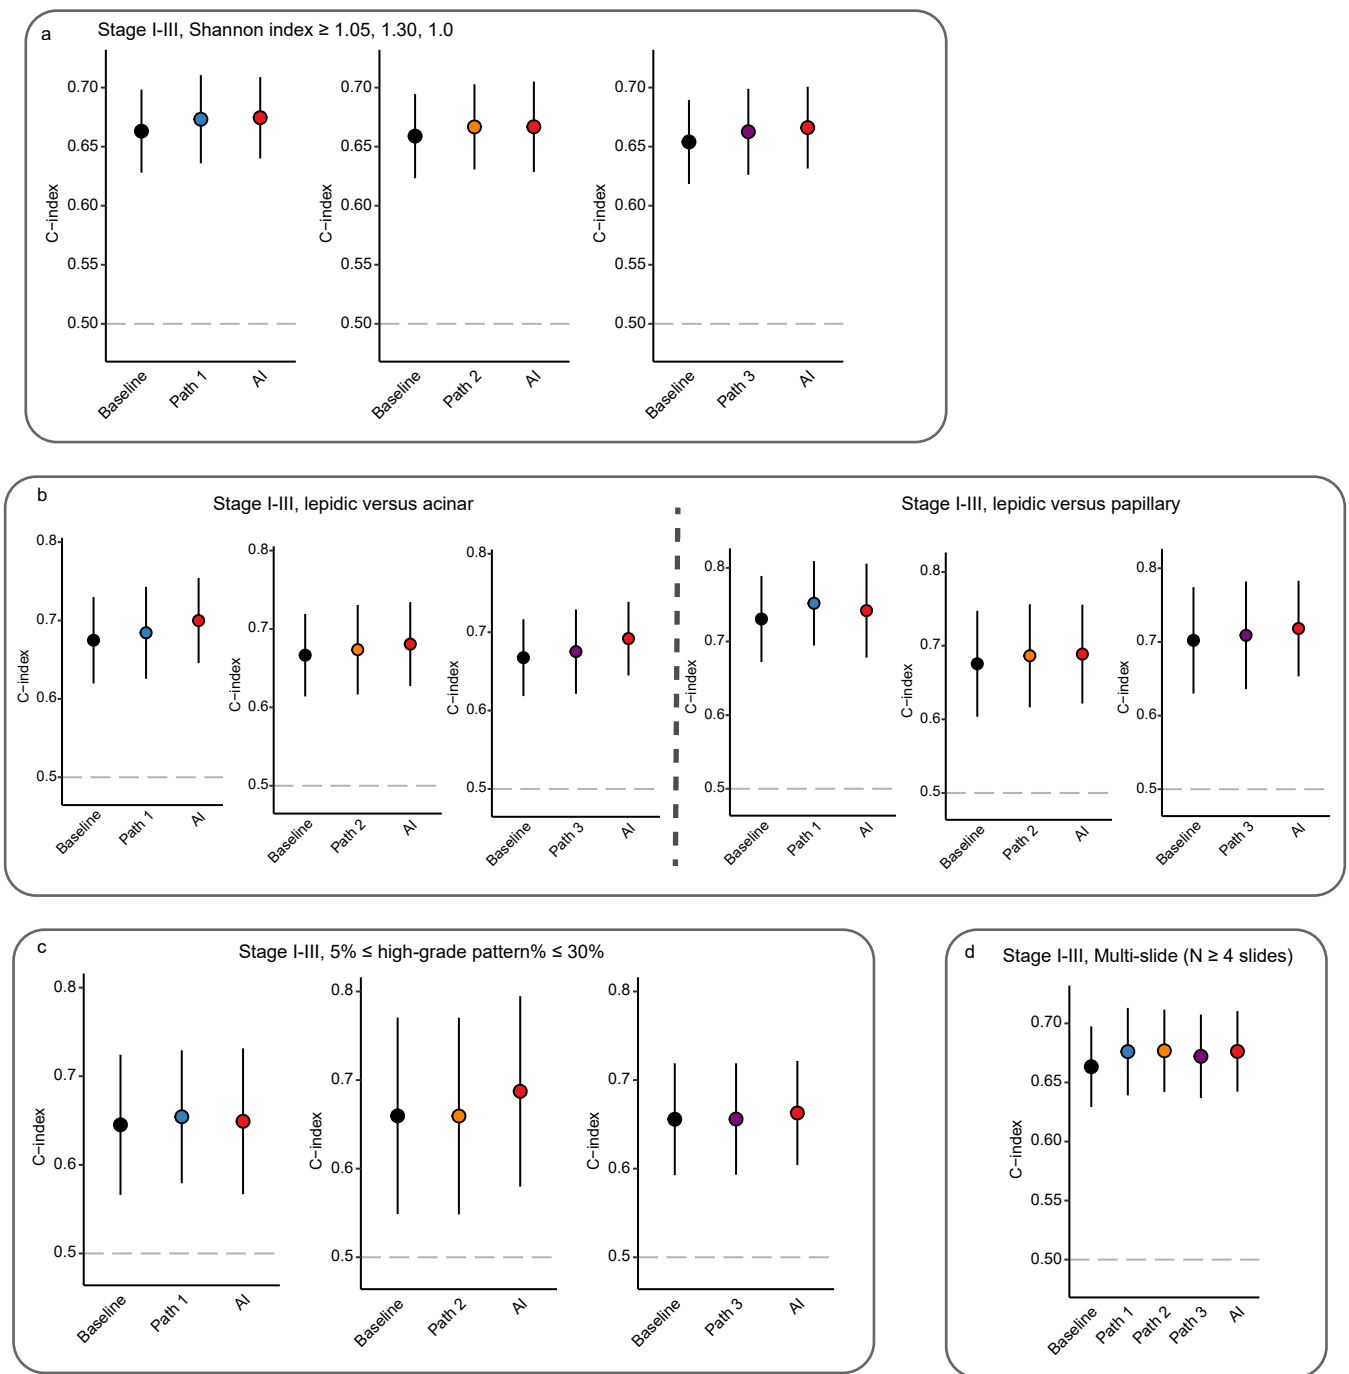 a
Stage I-III, Shannon index ≥ 1.05, 1.30, 1.0
C−index
0.70
0.65
0.60
0.55
0.50
Baseline
Path 1
AI
C−index
0.70
0.65
0.60
0.55
0.50
Baseline
Path 2
AI
C−index
0.70
0.65
0.60
0.55
0.50
Baseline
Path 3
AI
b
Stage I-III, lepidic versus acinar
C−index
0.8
0.7
0.6
0.5
Baseline
Path 1
AI
C−index
0.8
0.7
0.6
0.5
Baseline
Path 2
AI
C−index
0.8
0.7
0.6
0.5
Baseline
Path 3
AI
Stage I-III, lepidic versus papillary
C−index
0.8
0.7
0.6
0.5
Baseline
Path 1
AI
C−index
0.8
0.7
0.6
0.5
Baseline
Path 2
AI
C−index
0.8
0.7
0.6
0.5
Baseline
Path 3
AI
c
Stage I-III, 5% ≤ high-grade pattern% ≤ 30%
C−index
0.8
0.7
0.6
0.5
Baseline
Path 1
AI
C−index
0.8
0.7
0.6
0.5
Baseline
Path 2
AI
C−index
0.8
0.7
0.6
0.5
Baseline
Path 3
AI
d
Stage I-III, Multi-slide (N ≥ 4 slides)
C−index
0.70
0.65
0.60
0.55
0.50
Baseline
Path 1
Path 2
Path 3
AI